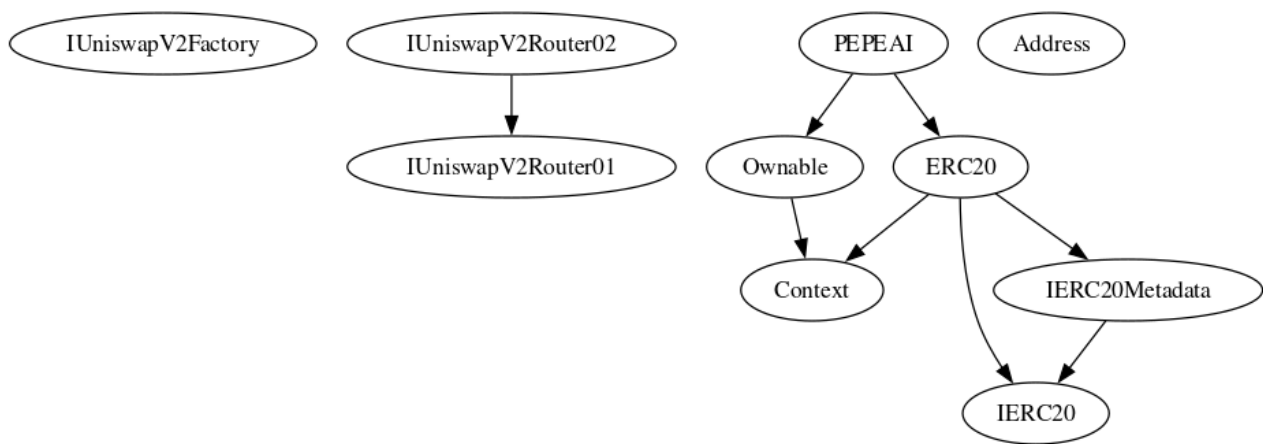 IUniswapV2Factory
IUniswapV2Router02
PEPEAI
Address
IUniswapV2Router01
Ownable
ERC20
Context
IERC20Metadata
IERC20